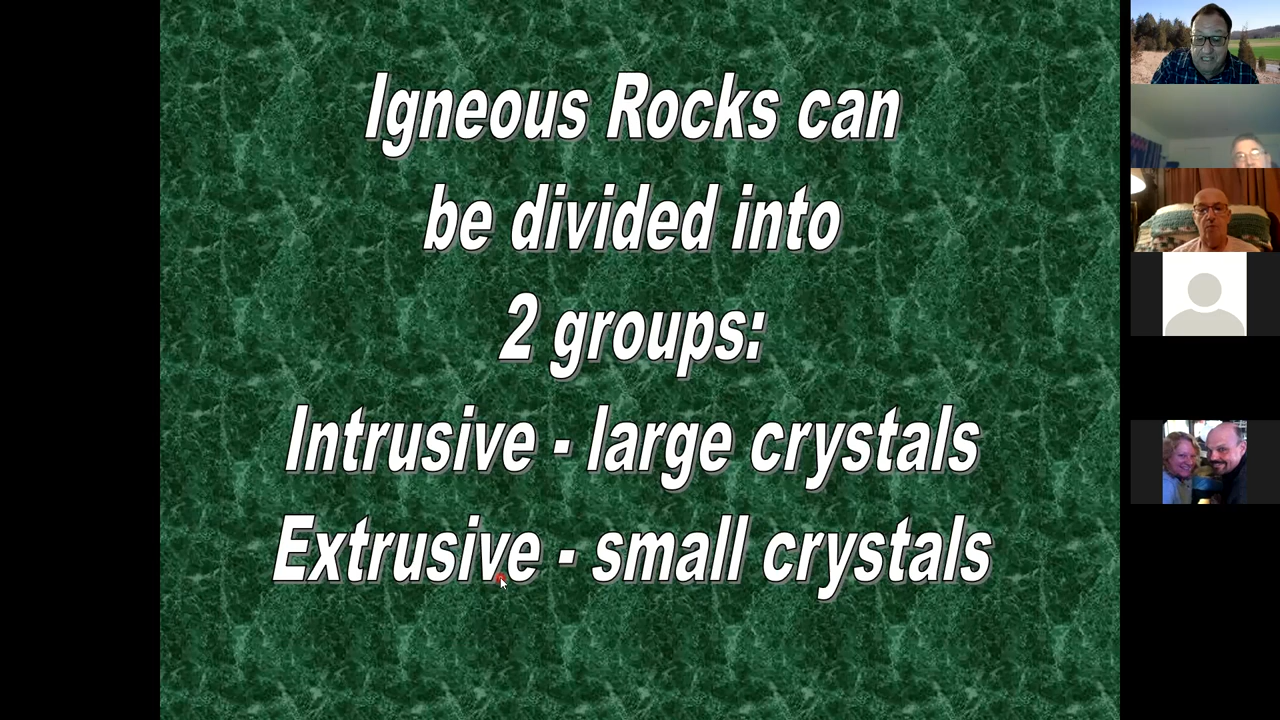 Igneous Rocks can
be divided into
2 groups:
Intrusive - large crystals
Extrusive - small crystals